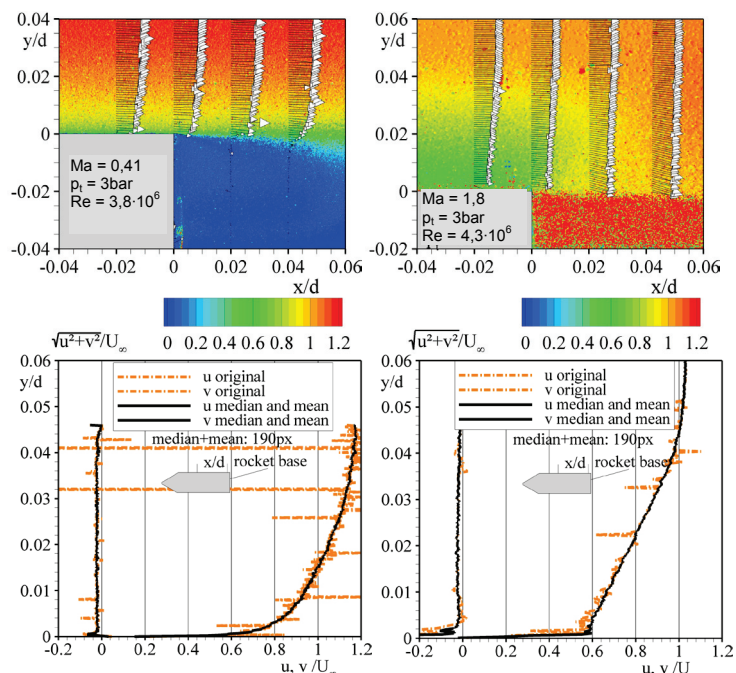 0.04
y/d
0.02
0
-0.02
-0.04
Ma = 0,41
pt = 3bar
Re = 3,8·10⁶
-0.04 -0.02 0 0.02 0.04 0.06
x/d
0.06
y/d
0.04
0.02
0
-0.02
Ma = 1,8
pt = 3bar
Re = 4,3·10⁶
-0.04 -0.02 0 0.02 0.04 0.06
x/d
0 0.2 0.4 0.6 0.8 1 1.2
√u²+v²/U∞
0 0.2 0.4 0.6 0.8 1 1.2
√u²+v²/U∞
0.06
y/d
0.05
0.04
0.03
0.02
0.01
0
u original
v original
u median and mean
v median and mean
median+mean: 190px
x/d
rocket base
-0.2 0 0.2 0.4 0.6 0.8 1 1.2
u, v /U∞
0.06
y/d
0.05
0.04
0.03
0.02
0.01
0
u original
v original
u median and mean
v median and mean
median+mean: 190px
x/d
rocket base
-0.2 0 0.2 0.4 0.6 0.8 1 1.2
u, v /U